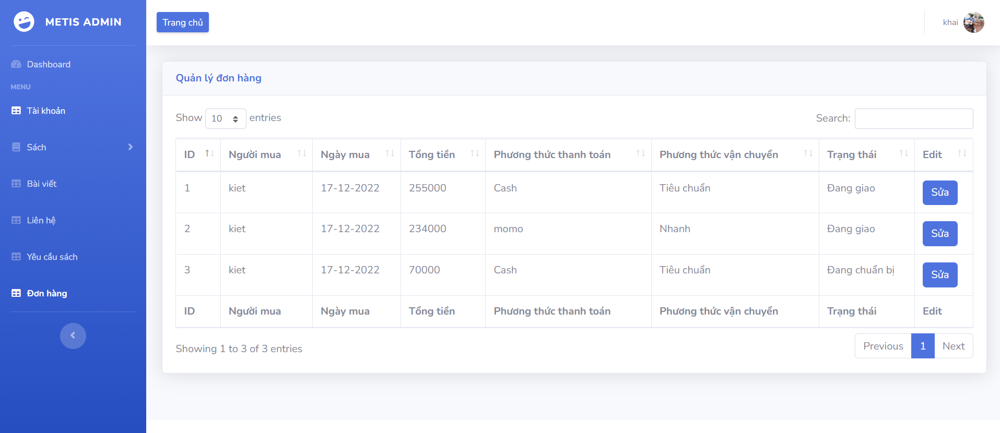 METIS ADMIN
Trang chủ
khai
Dashboard
MENU
Tài khoản
Sách
Bài viết
Liên hệ
Yêu cầu sách
Đơn hàng
Quản lý đơn hàng
Show 10 entries
Search:
ID Người mua Ngày mua Tổng tiền Phương thức thanh toán Phương thức vận chuyển Trạng thái Edit
1 kiet 17-12-2022 255000 Cash Tiêu chuẩn Đang giao Sửa
2 kiet 17-12-2022 234000 momo Nhanh Đang giao Sửa
3 kiet 17-12-2022 70000 Cash Tiêu chuẩn Đang chuẩn bị Sửa
ID Người mua Ngày mua Tổng tiền Phương thức thanh toán Phương thức vận chuyển Trạng thái Edit
Showing 1 to 3 of 3 entries
Previous 1 Next